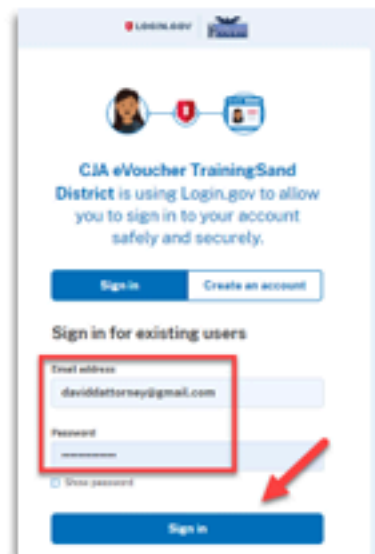 LOGIN.GOV
CJA eVoucher TrainingSand
District is using Login.gov to allow
you to sign in to your account
safely and securely.
Sign in Create an account
Sign in for existing users
Email address
daviddattorney@gmail.com
Password
Show password
Sign in